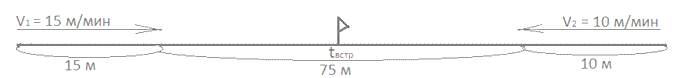 V₁ = 15 м/мин
V₂ = 10 м/мин
tвстр
15 м
75 м
10 м